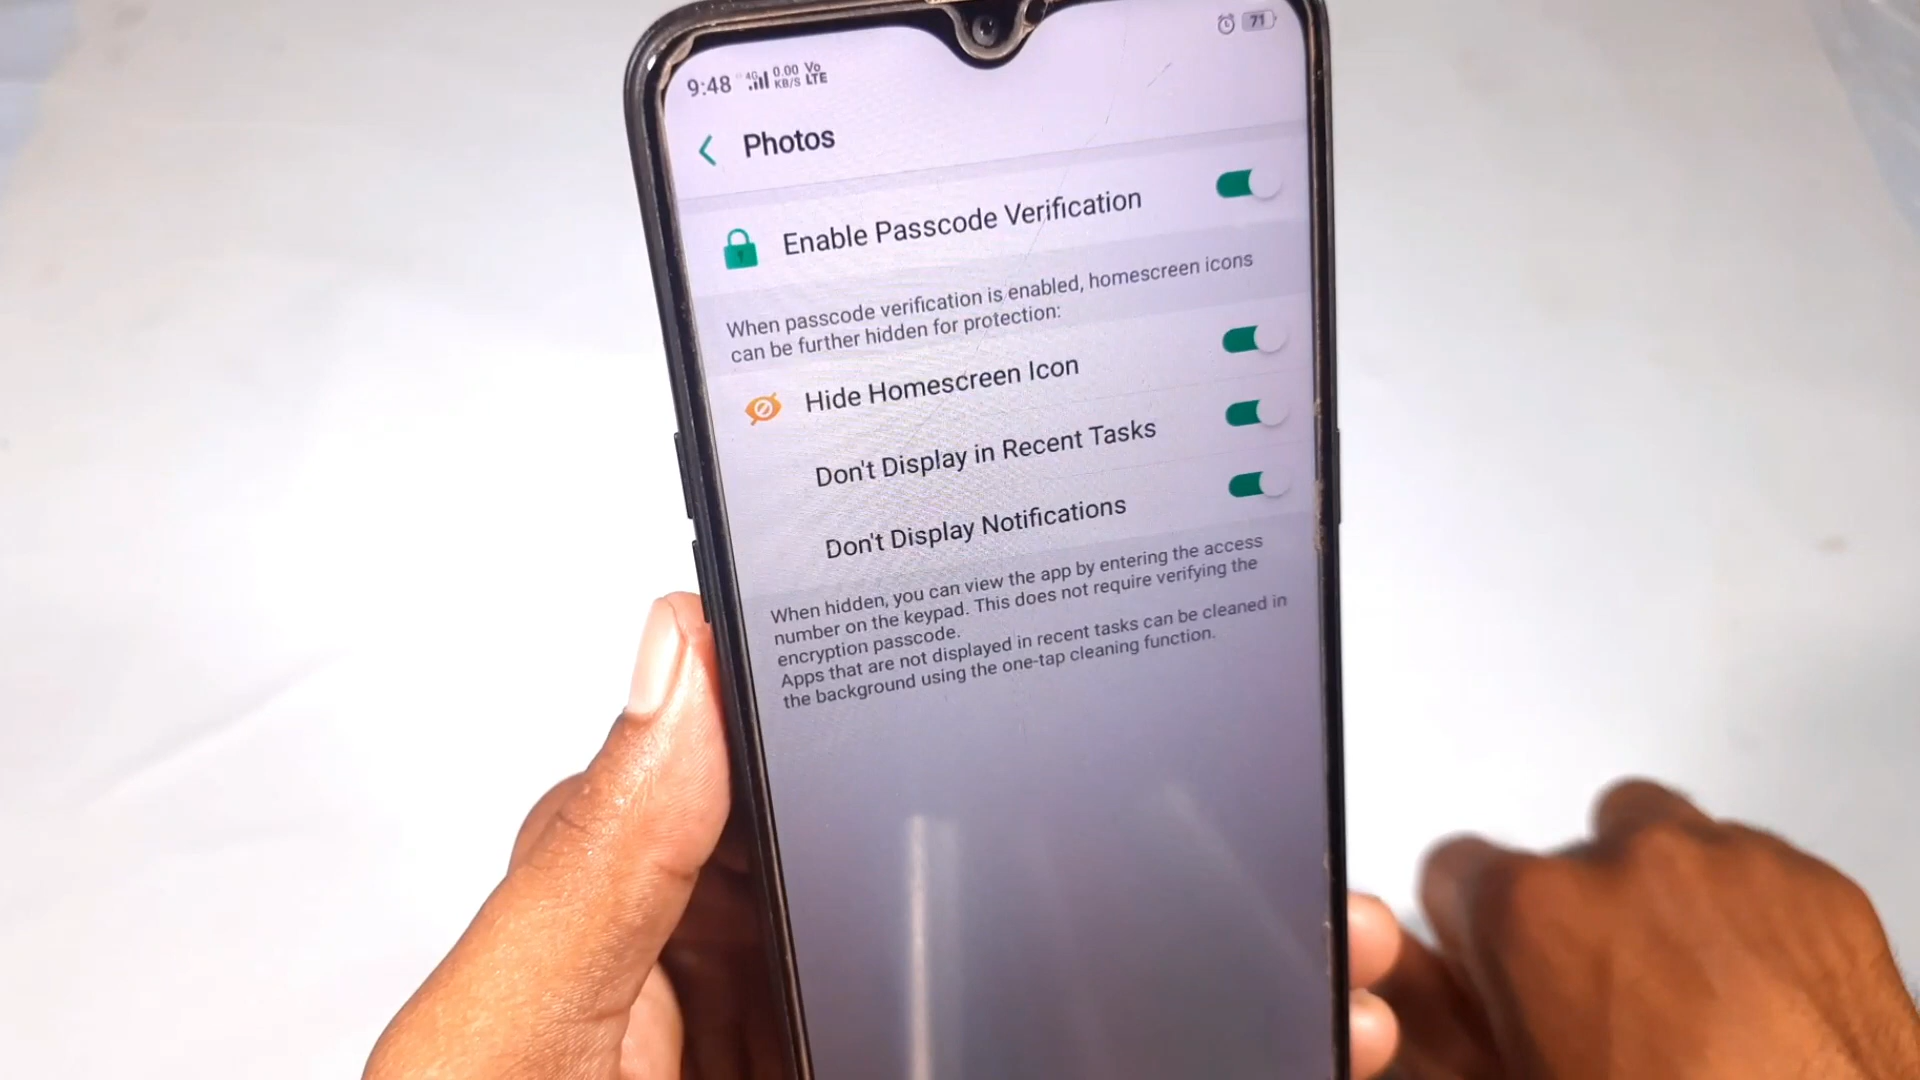 9:48 4G 0.00 KB/S Vo LTE 71
Photos
Enable Passcode Verification
When passcode verification is enabled, homescreen icons
can be further hidden for protection:
Hide Homescreen Icon
Don't Display in Recent Tasks
Don't Display Notifications
When hidden, you can view the app by entering the access
number on the keypad. This does not require verifying the
encryption passcode.
Apps that are not displayed in recent tasks can be cleaned in
the background using the one-tap cleaning function.